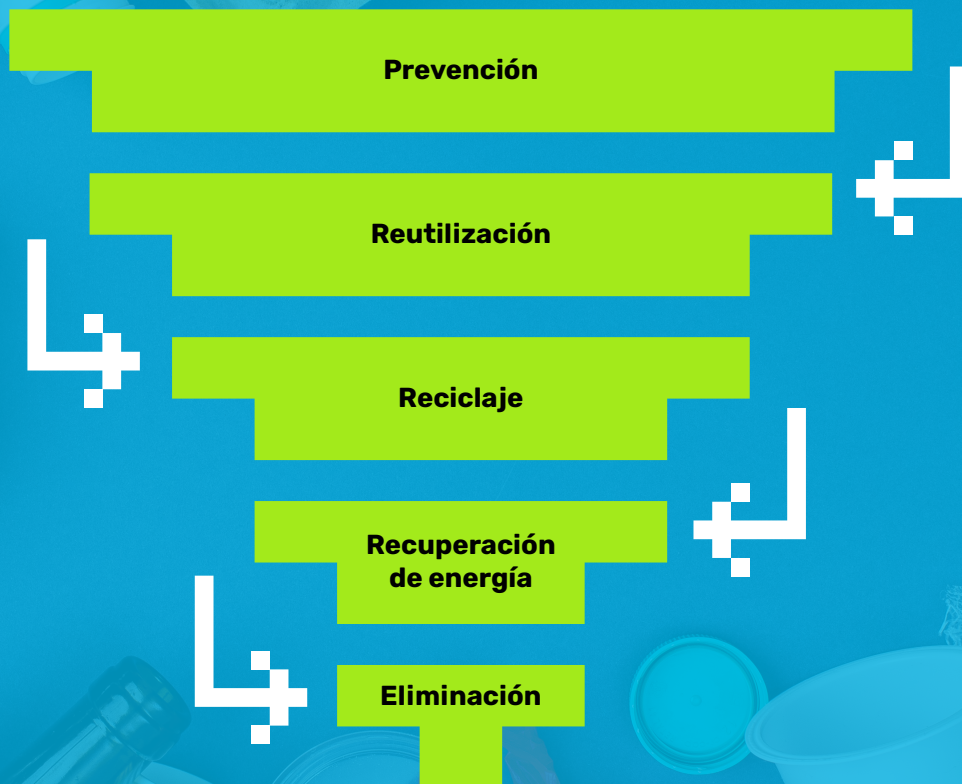 Prevención
Reutilización
Reciclaje
Recuperación
de energía
Eliminación